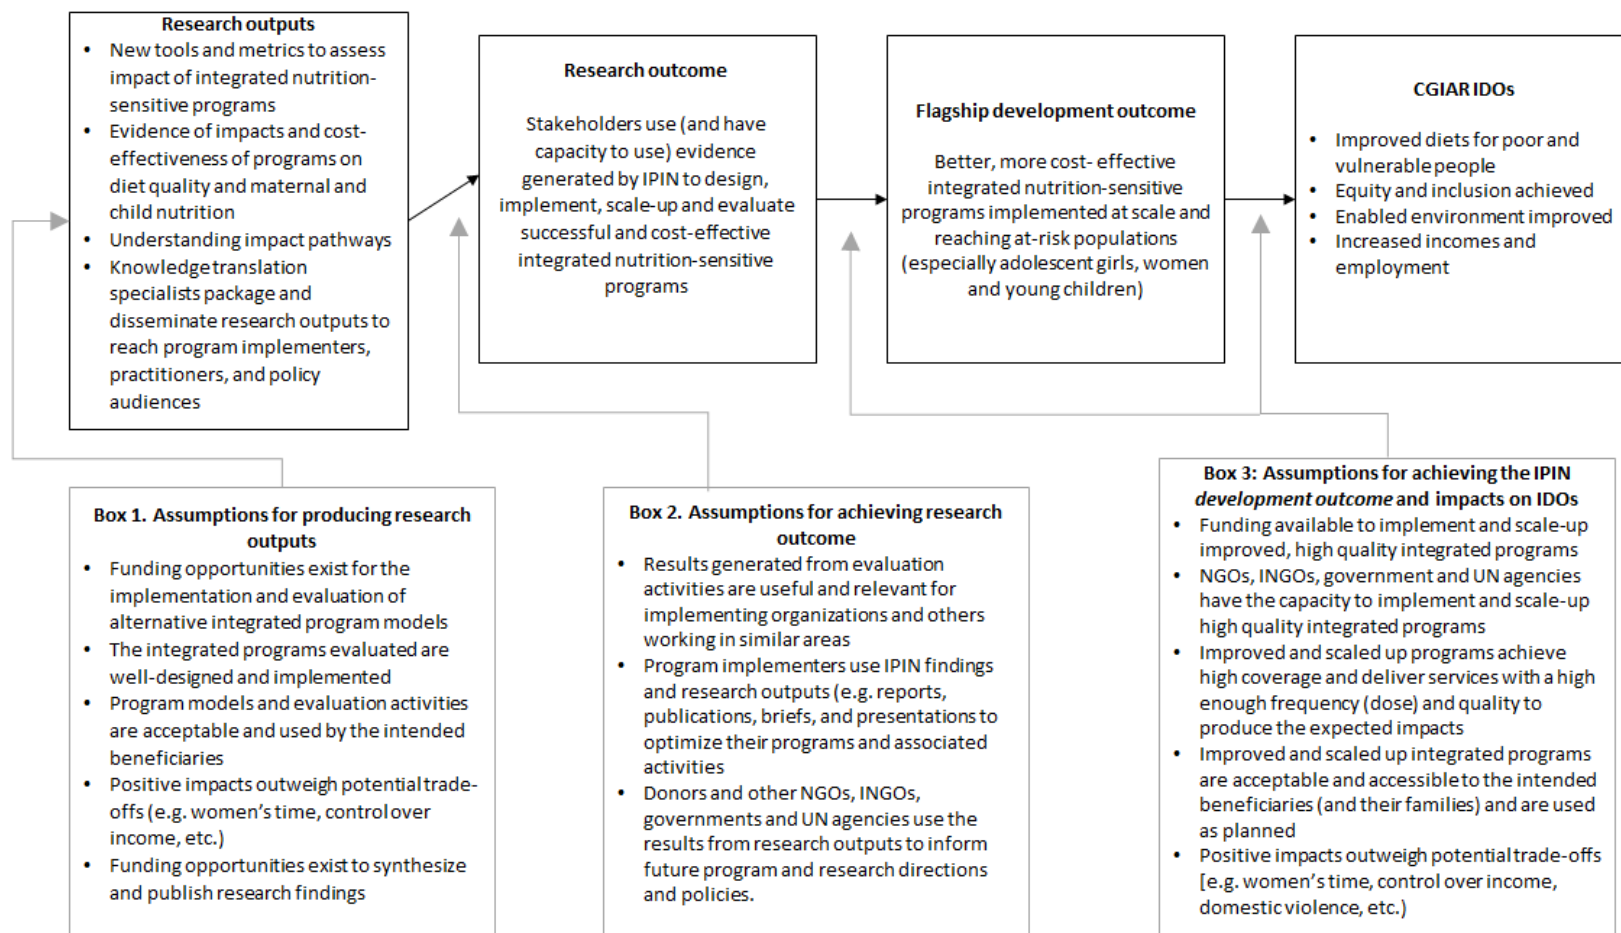 Research outputs
• New tools and metrics to assess
impact of integrated nutrition-
sensitive programs
• Evidence of impacts and cost-
effectiveness of programs on
diet quality and maternal and
child nutrition
• Understanding impact pathways
• Knowledge translation
specialists package and
disseminate research outputs to
reach program implementers,
practitioners, and policy
audiences
Research outcome
Stakeholders use (and have
capacity to use) evidence
generated by IPIN to design,
implement, scale-up and evaluate
successful and cost-effective
integrated nutrition-sensitive
programs
Flagship development outcome
Better, more cost- effective
integrated nutrition-sensitive
programs implemented at scale and
reaching at-risk populations
(especially adolescent girls, women
and young children)
CGIAR IDOs
• Improved diets for poor and
vulnerable people
• Equity and inclusion achieved
• Enabled environment improved
• Increased incomes and
employment
Box 1. Assumptions for producing research
outputs
• Funding opportunities exist for the
implementation and evaluation of
alternative integrated program models
• The integrated programs evaluated are
well-designed and implemented
• Program models and evaluation activities
are acceptable and used by the intended
beneficiaries
• Positive impacts outweigh potential trade-
offs (e.g. women's time, control over
income, etc.)
• Funding opportunities exist to synthesize
and publish research findings
Box 2. Assumptions for achieving research
outcome
• Results generated from evaluation
activities are useful and relevant for
implementing organizations and others
working in similar areas
• Program implementers use IPIN findings
and research outputs (e.g. reports,
publications, briefs, and presentations to
optimize their programs and associated
activities
• Donors and other NGOs, INGOs,
governments and UN agencies use the
results from research outputs to inform
future program and research directions
and policies.
Box 3: Assumptions for achieving the IPIN
development outcome and impacts on IDOs
• Funding available to implement and scale-up
improved, high quality integrated programs
• NGOs, INGOs, government and UN agencies
have the capacity to implement and scale-up
high quality integrated programs
• Improved and scaled up programs achieve
high coverage and deliver services with a high
enough frequency (dose) and quality to
produce the expected impacts
• Improved and scaled up integrated programs
are acceptable and accessible to the intended
beneficiaries (and their families) and are used
as planned
• Positive impacts outweigh potential trade-offs
[e.g. women's time, control over income,
domestic violence, etc.)